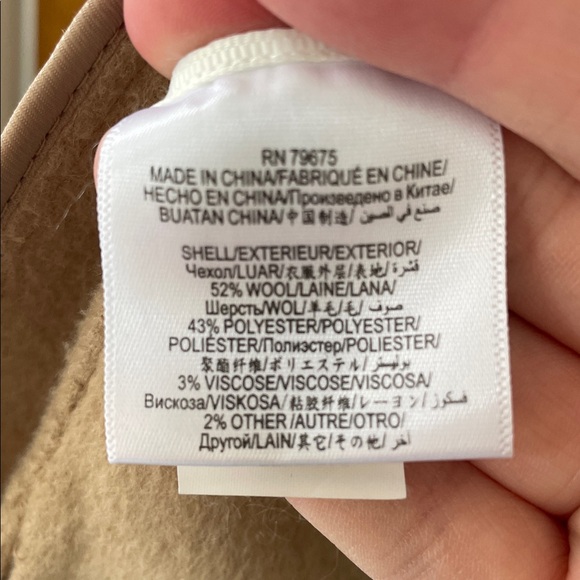 RN 79675
MADE IN CHINA/FABRIQUÉ EN CHINE/
HECHO EN CHINA/Произведено в Китае/
BUATAN CHINA/中国制造/ صنع في الصين
SHELL/EXTERIEUR/EXTERIOR/
Чехол/LUAR/衣服外层/表地/ قشرة/
52% WOOL/LAINE/LANA/
Шерсть/WOL/羊毛/毛/ صوف/
43% POLYESTER/POLYESTER/
POLIÉSTER/Полиэстер/POLIESTER/
聚酯纤维/ポリエステル/ بوليستر/
3% VISCOSE/VISCOSE/VISCOSA/
Вискоза/VISKOSA/粘胶纤维/レーヨン/ فسكوز/
2% OTHER /AUTRE/OTRO/
Другой/LAIN/其它/その他/ آخر/